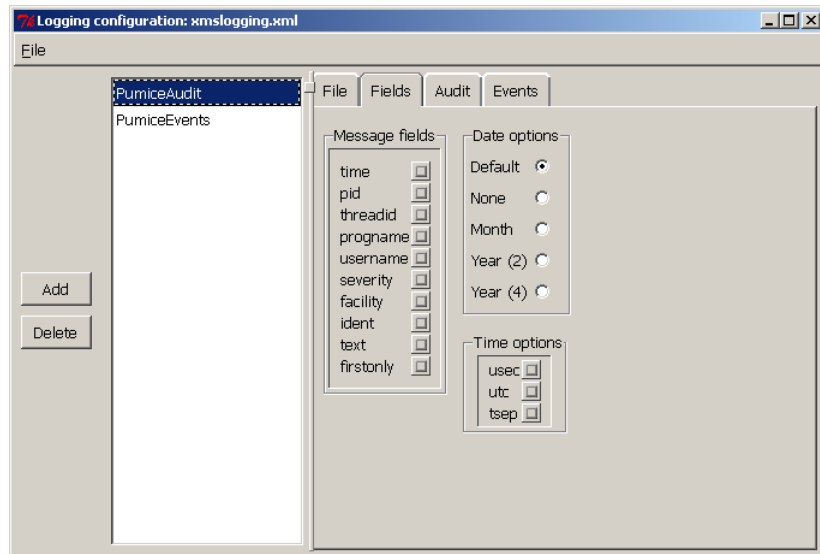 Logging configuration: xmslogging.xml
File
Add
Delete
PumiceAudit
PumiceEvents
File Fields Audit Events
Message fields
time
pid
threadid
progname
username
severity
facility
ident
text
firstonly
Date options
Default
None
Month
Year (2)
Year (4)
Time options
usec
utc
tsep